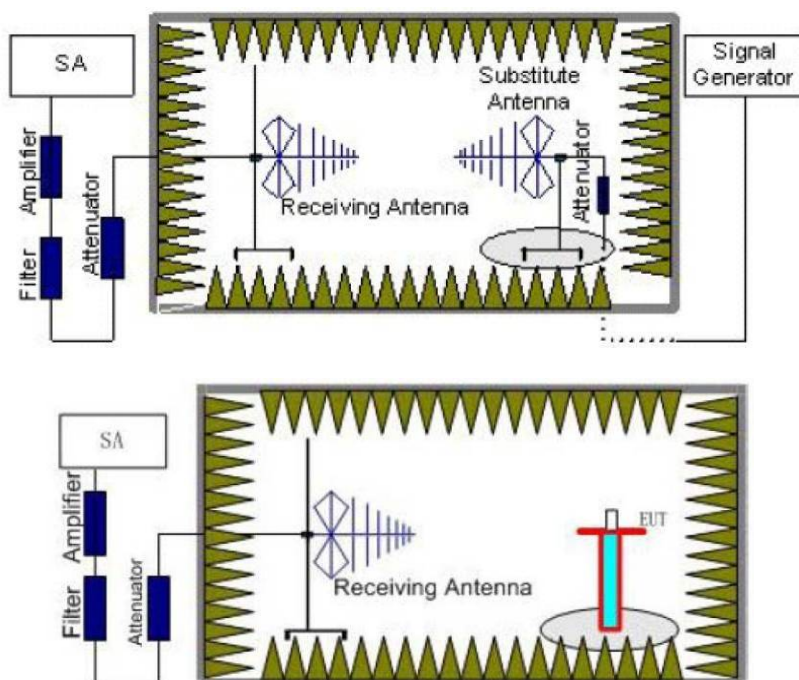 SA
Signal
Generator
Substitute
Antenna
Amplifier
Attenuator
Attenuator
Receiving Antenna
Filter
SA
Amplifier
EUT
Filter
Attenuator
Receiving Antenna